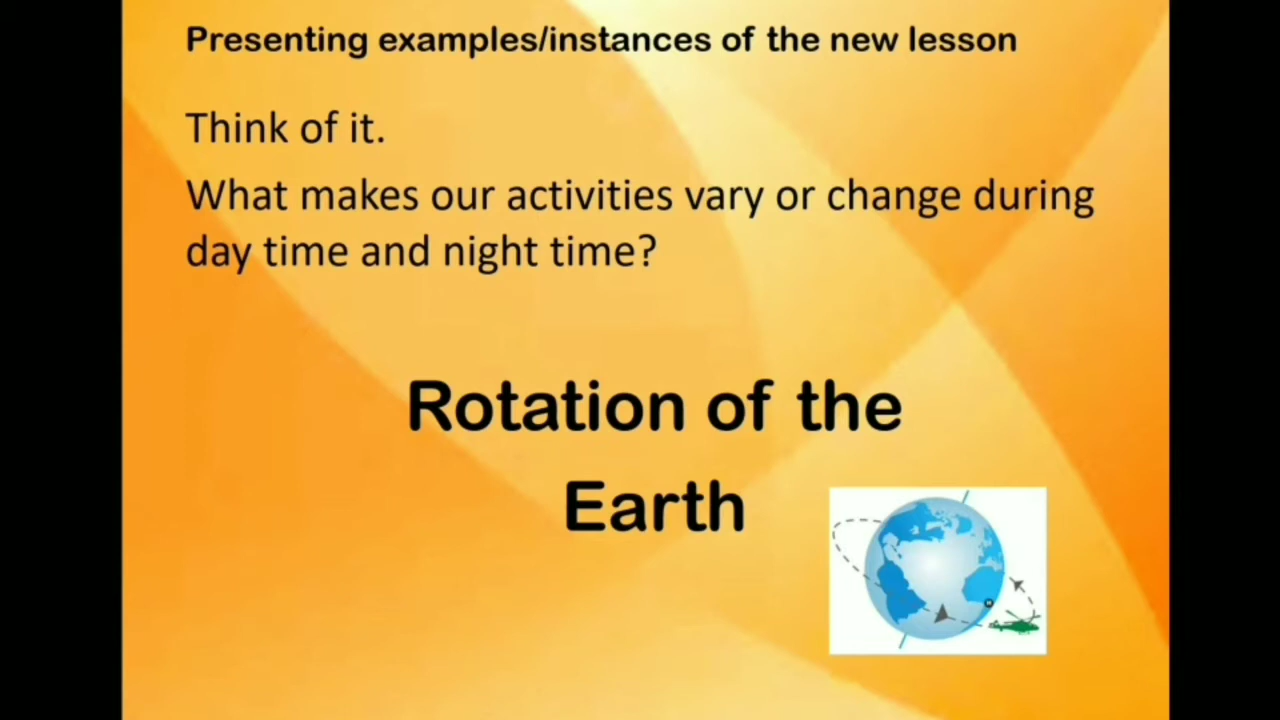 Presenting examples/instances of the new lesson
Think of it.
What makes our activities vary or change during
day time and night time?
Rotation of the
Earth